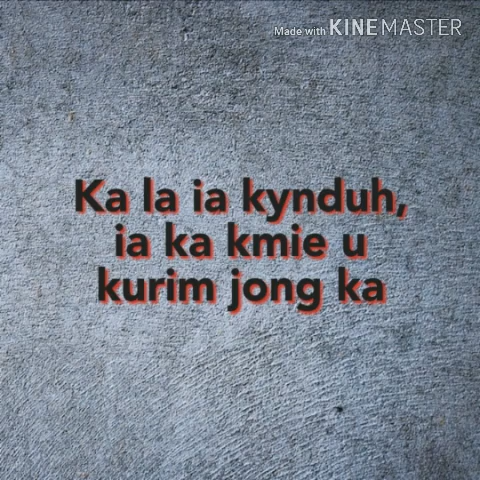 Made with KINEMASTER
Ka la ia kynduh,
ia ka kmie u
kurim jong ka